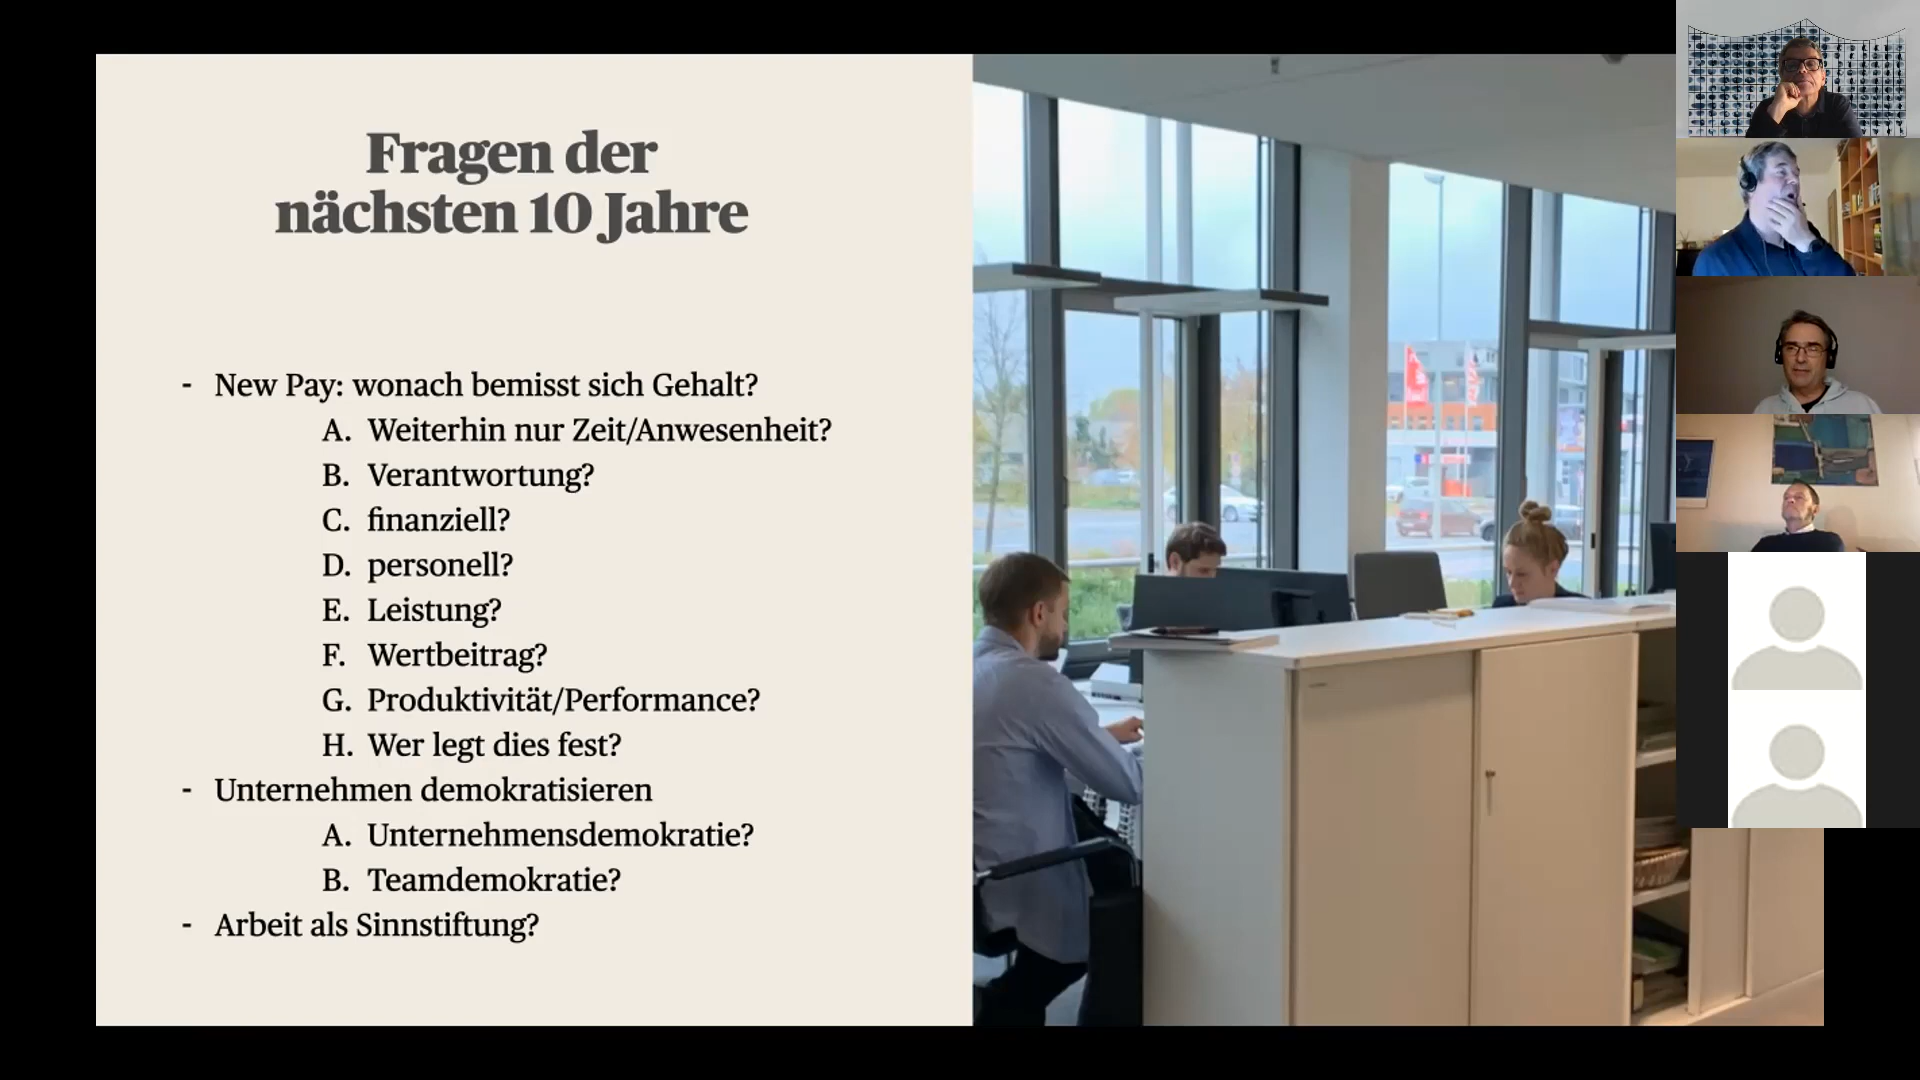 Fragen der
nächsten 10 Jahre
- New Pay: wonach bemisst sich Gehalt?
A. Weiterhin nur Zeit/Anwesenheit?
B. Verantwortung?
C. finanziell?
D. personell?
E. Leistung?
F. Wertbeitrag?
G. Produktivität/Performance?
H. Wer legt dies fest?
- Unternehmen demokratisieren
A. Unternehmensdemokratie?
B. Teamdemokratie?
- Arbeit als Sinnstiftung?